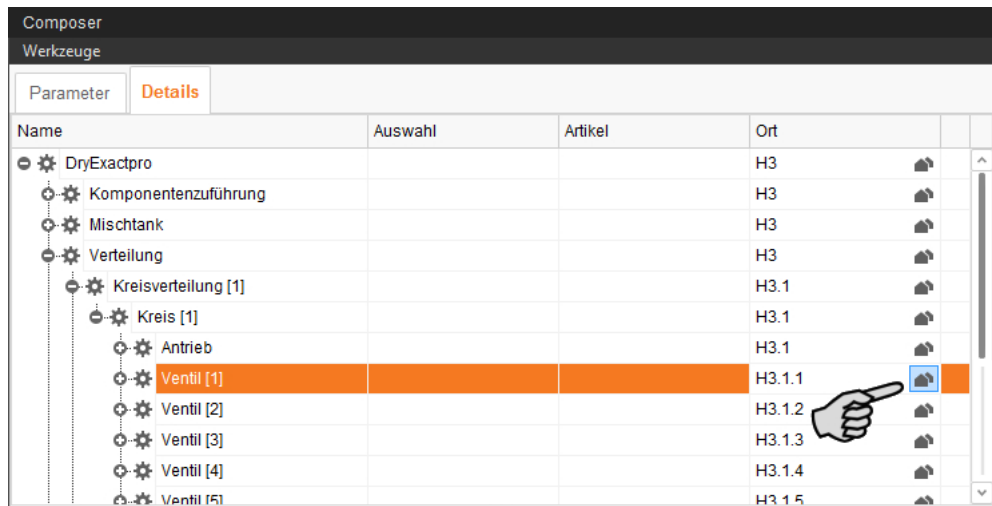 Composer
Werkzeuge
Parameter Details
Name Auswahl Artikel Ort
DryExactpro H3
Komponentenzuführung H3
Mischtank H3
Verteilung H3
Kreisverteilung [1] H3.1
Kreis [1] H3.1
Antrieb H3.1
Ventil [1] H3.1.1
Ventil [2] H3.1.2
Ventil [3] H3.1.3
Ventil [4] H3.1.4
Ventil [5] H3.1.5